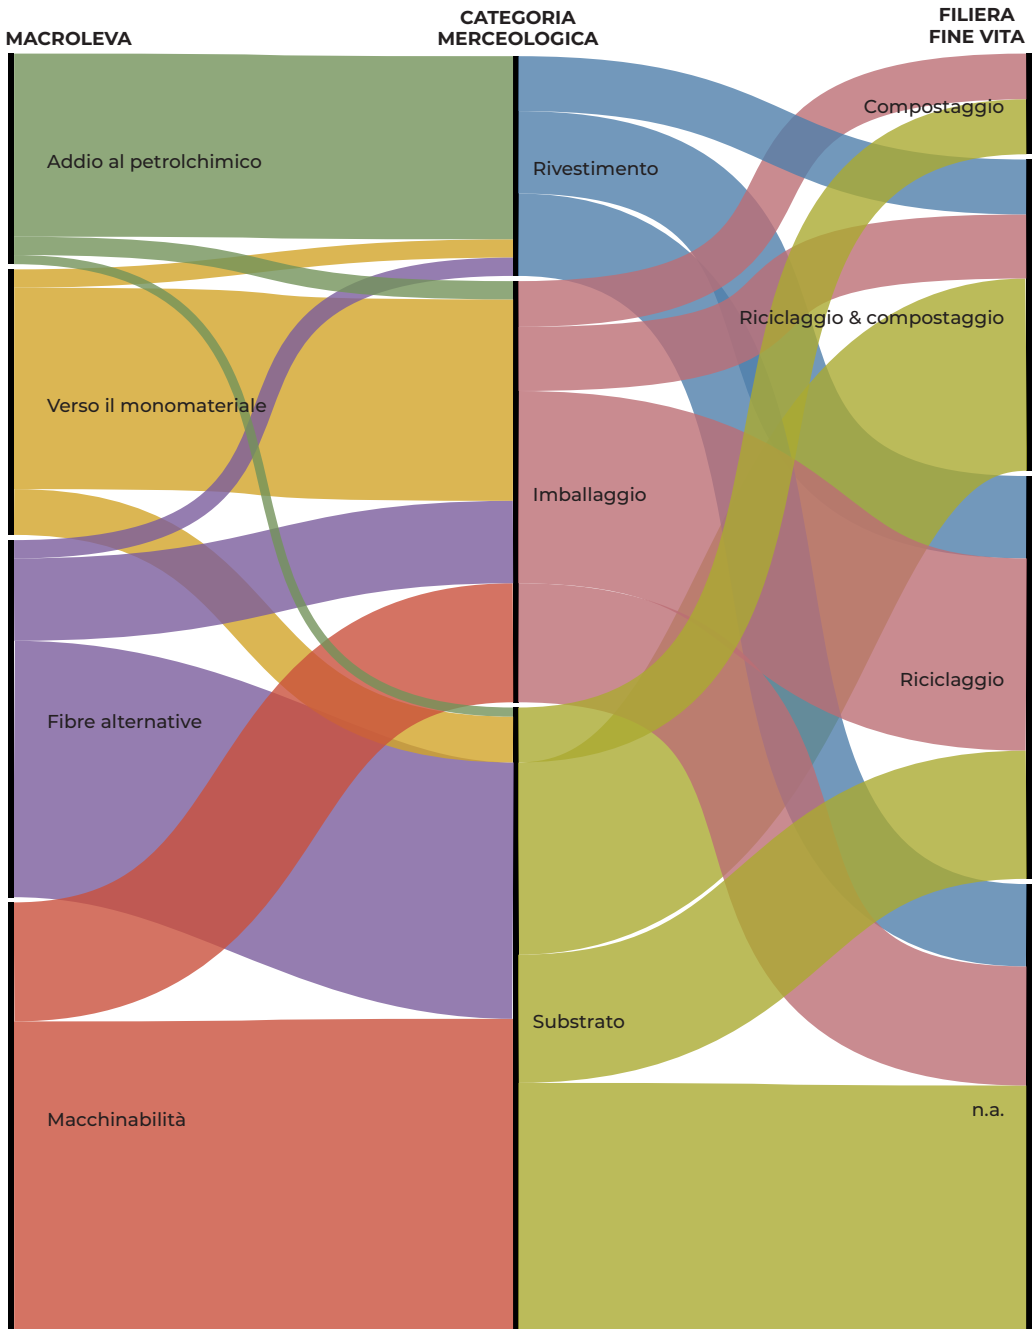 MACROLEVA
CATEGORIA
MERCEOLOGICA
FILIERA
FINE VITA
Addio al petrolchimico
Verso il monomateriale
Fibre alternative
Macchinabilità
Rivestimento
Imballaggio
Substrato
Compostaggio
Riciclaggio & compostaggio
Riciclaggio
n.a.